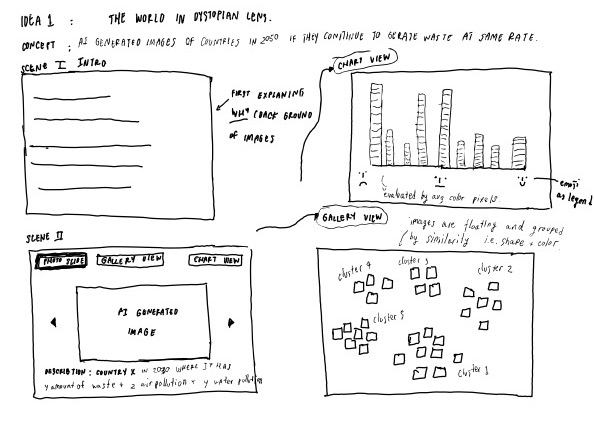 IDEA 1 : THE WORLD IN DYSTOPIAN LENS.
CONCEPT : AI GENERATED IMAGES OF COUNTRIES IN 2050 IF THEY CONTINUE TO GERATE WASTE AT SAME RATE.
SCENE I INTRO
FIRST EXPLAINING
WHY BACK GROUND
OF IMAGES
CHART VIEW
evaluated by avg color pixels.
emoji
as legend
SCENE II
PHOTO SLIDE
GALLERY VIEW
CHART VIEW
AI GENERATED
IMAGE
DESCRIPTION : COUNTRY X IN 2050 WHERE IT HAS
y amount of waste + z air pollution + y water pollution
GALLERY VIEW
images are floating and grouped
by similarity i.e. shape + color.
cluster 4
cluster 3
cluster 2
cluster 5
cluster 1